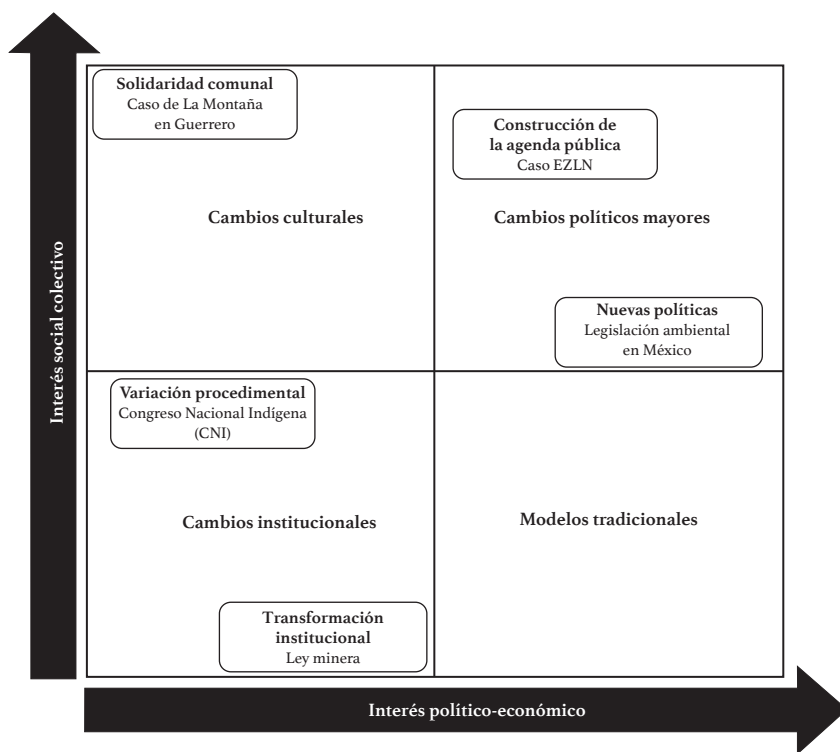 Solidaridad comunal
Caso de La Montaña
en Guerrero
Construcción de
la agenda pública
Caso EZLN
Cambios culturales
Cambios políticos mayores
Nuevas políticas
Legislación ambiental
en México
Interés social colectivo
Variación procedimental
Congreso Nacional Indígena
(CNI)
Cambios institucionales
Modelos tradicionales
Transformación
institucional
Ley minera
Interés político-económico